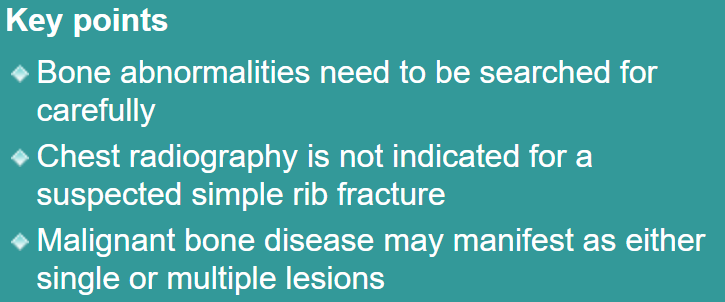 Key points
Bone abnormalities need to be searched for
carefully
Chest radiography is not indicated for a
suspected simple rib fracture
Malignant bone disease may manifest as either
single or multiple lesions